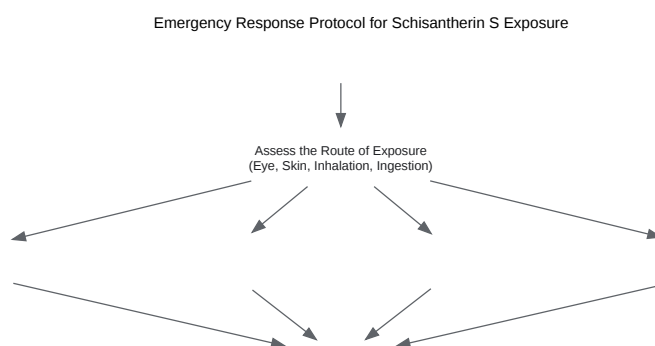 Emergency Response Protocol for Schisantherin S Exposure
Assess the Route of Exposure
(Eye, Skin, Inhalation, Ingestion)